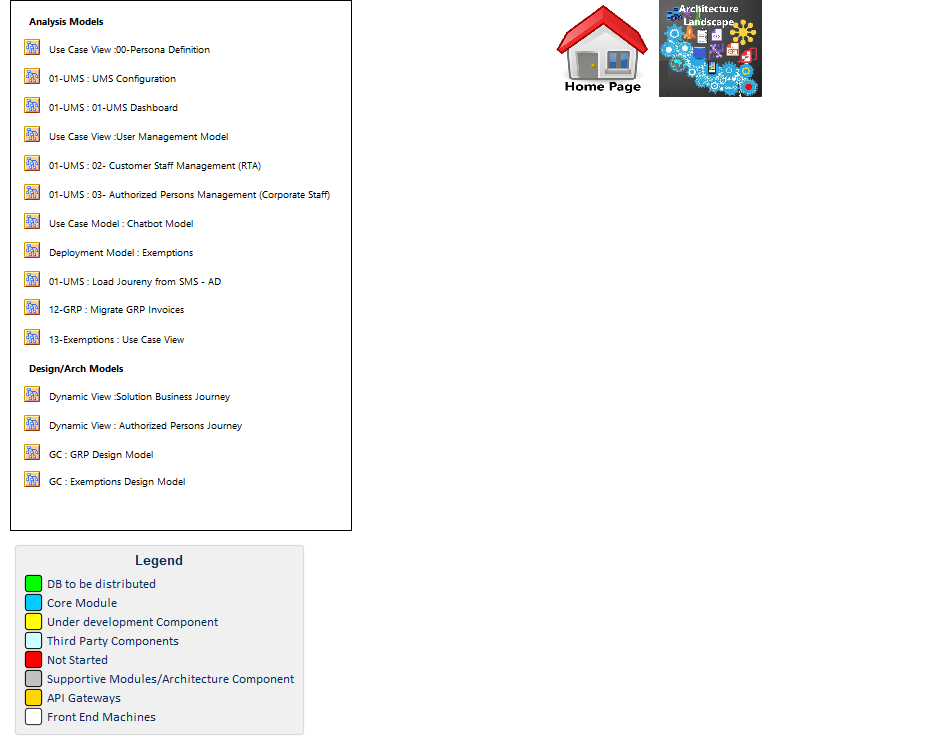 Analysis Models
Use Case View :00-Persona Definition
01-UMS : UMS Configuration
01-UMS : 01-UMS Dashboard
Use Case View :User Management Model
01-UMS : 02- Customer Staff Management (RTA)
01-UMS : 03- Authorized Persons Management (Corporate Staff)
Use Case Model : Chatbot Model
Deployment Model : Exemptions
01-UMS : Load Joureny from SMS - AD
12-GRP : Migrate GRP Invoices
13-Exemptions : Use Case View
Design/Arch Models
Dynamic View :Solution Business Journey
Dynamic View : Authorized Persons Journey
GC : GRP Design Model
GC : Exemptions Design Model
Home Page
Architecture
Landscape
Legend
DB to be distributed
Core Module
Under development Component
Third Party Components
Not Started
Supportive Modules/Architecture Component
API Gateways
Front End Machines